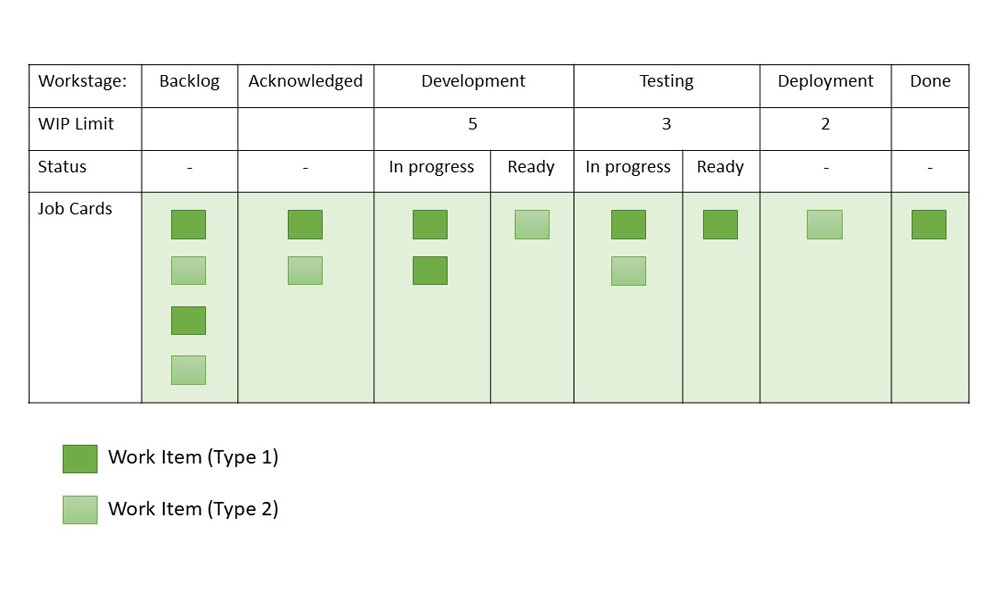 Workstage: Backlog Acknowledged Development Testing Deployment Done
WIP Limit 5 3 2
Status - - In progress Ready In progress Ready - -
Job Cards
Work Item (Type 1)
Work Item (Type 2)